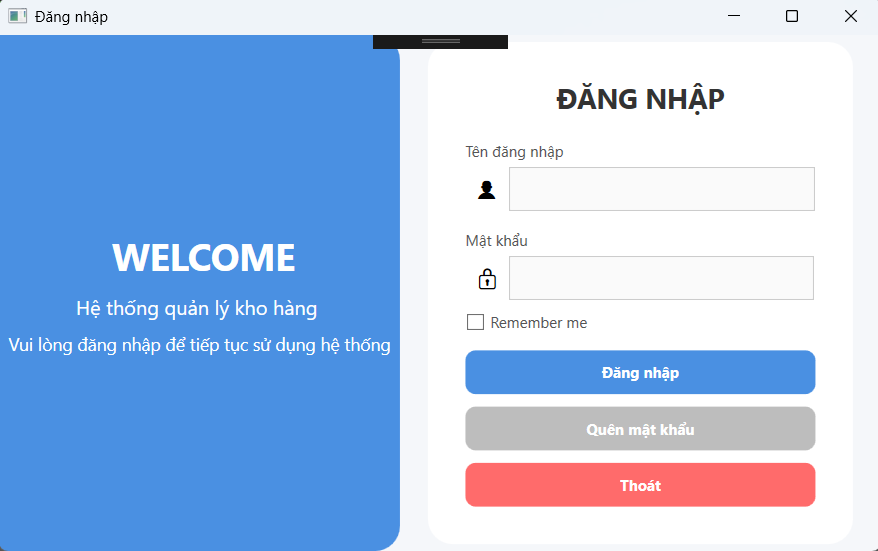 Đăng nhập
WELCOME
Hệ thống quản lý kho hàng
Vui lòng đăng nhập để tiếp tục sử dụng hệ thống
ĐĂNG NHẬP
Tên đăng nhập
Mật khẩu
Remember me
Đăng nhập
Quên mật khẩu
Thoát